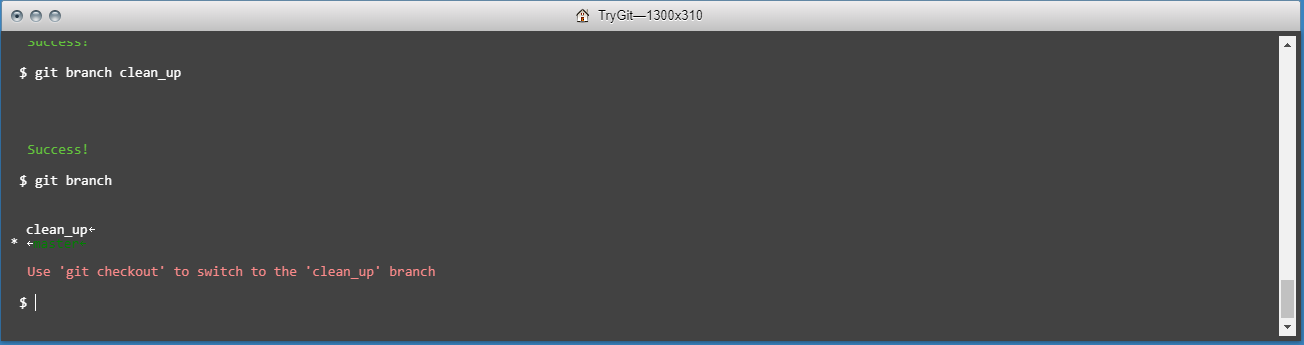 TryGit—1300x310
Success!
$ git branch clean_up
Success!
$ git branch
clean_up←
* ←master←
Use 'git checkout' to switch to the 'clean_up' branch
$